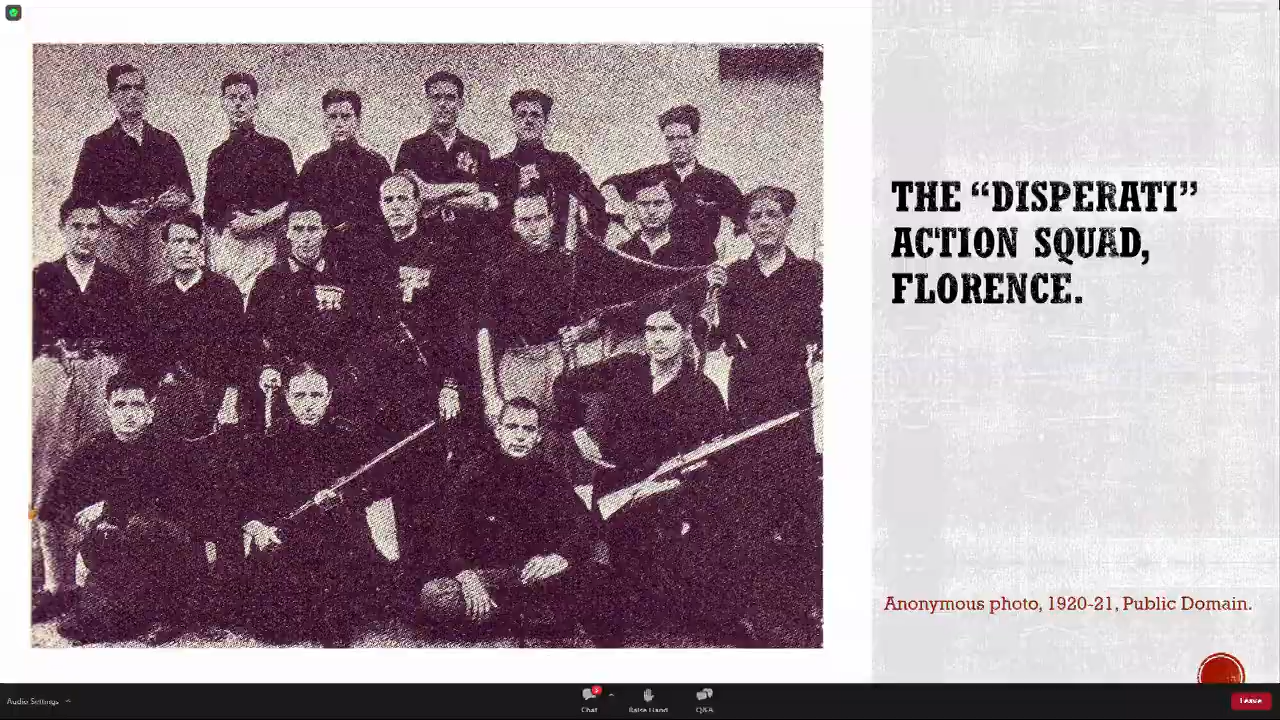 THE “DISPERATI”
ACTION SQUAD,
FLORENCE.
Anonymous photo, 1920-21, Public Domain.
Audio Settings
Chat
Raise Hand
Q&A
Leave